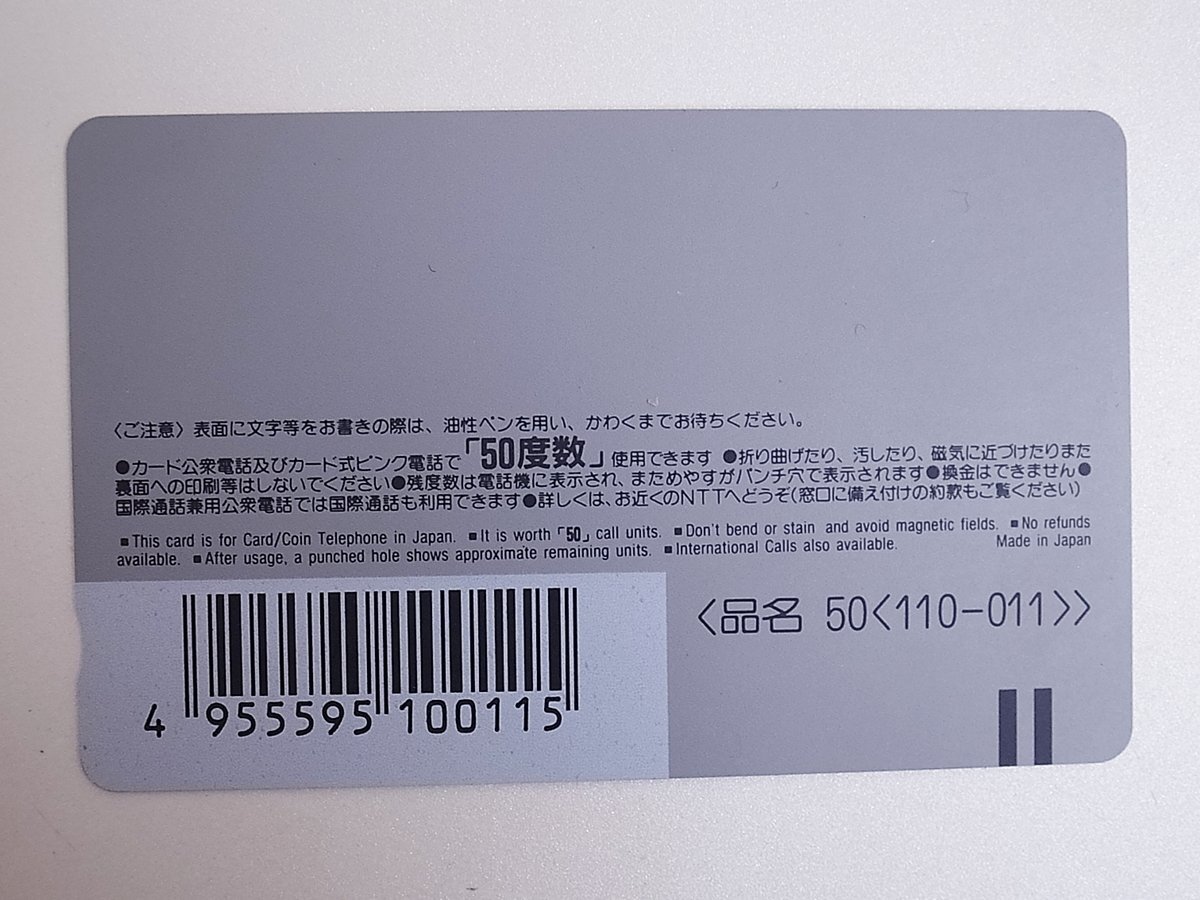 〈ご注意〉表面に文字等をお書きの際は、油性ペンを用い、かわくまでお待ちください。
●カード公衆電話及びカード式ピンク電話で「50度数」使用できます ●折り曲げたり、汚したり、磁気に近づけたりまた
裏面への印刷等はしないでください●残度数は電話機に表示され、まためやすがパンチ穴で表示されます●換金はできません●
国際通話兼用公衆電話では国際通話も利用できます●詳しくは、お近くのNTTへどうぞ(窓口に備え付けの約款もご覧ください)
■This card is for Card/Coin Telephone in Japan. ■It is worth「50」call units. ■Don't bend or stain and avoid magnetic fields. ■No refunds
available. ■After usage, a punched hole shows approximate remaining units. ■International Calls also available. Made in Japan
<品名 50<110-011>>
4 955595 100115